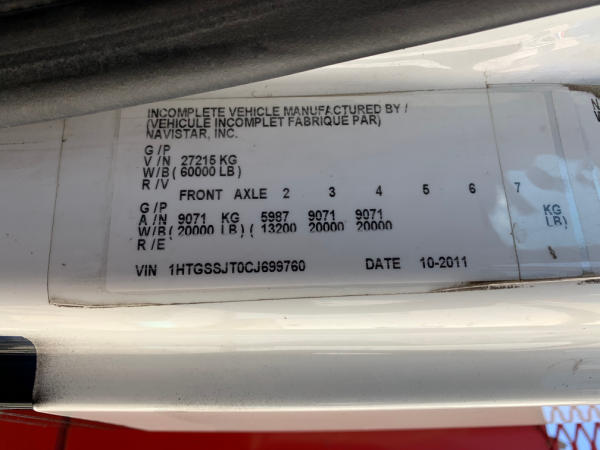 INCOMPLETE VEHICLE MANUFACTURED BY /
(VEHICULE INCOMPLET FABRIQUE PAR)
NAVISTAR, INC.
G / P
V / N 27215 KG
W/B ( 60000 LB)
R / V
FRONT AXLE 2 3 4 5 6 7
G / P
A / N 9071 KG 5987 9071 9071 KG
W/B( 20000 LB) ( 13200 20000 20000 LB)
R / E
VIN 1HTGSSJT0CJ699760 DATE 10-2011